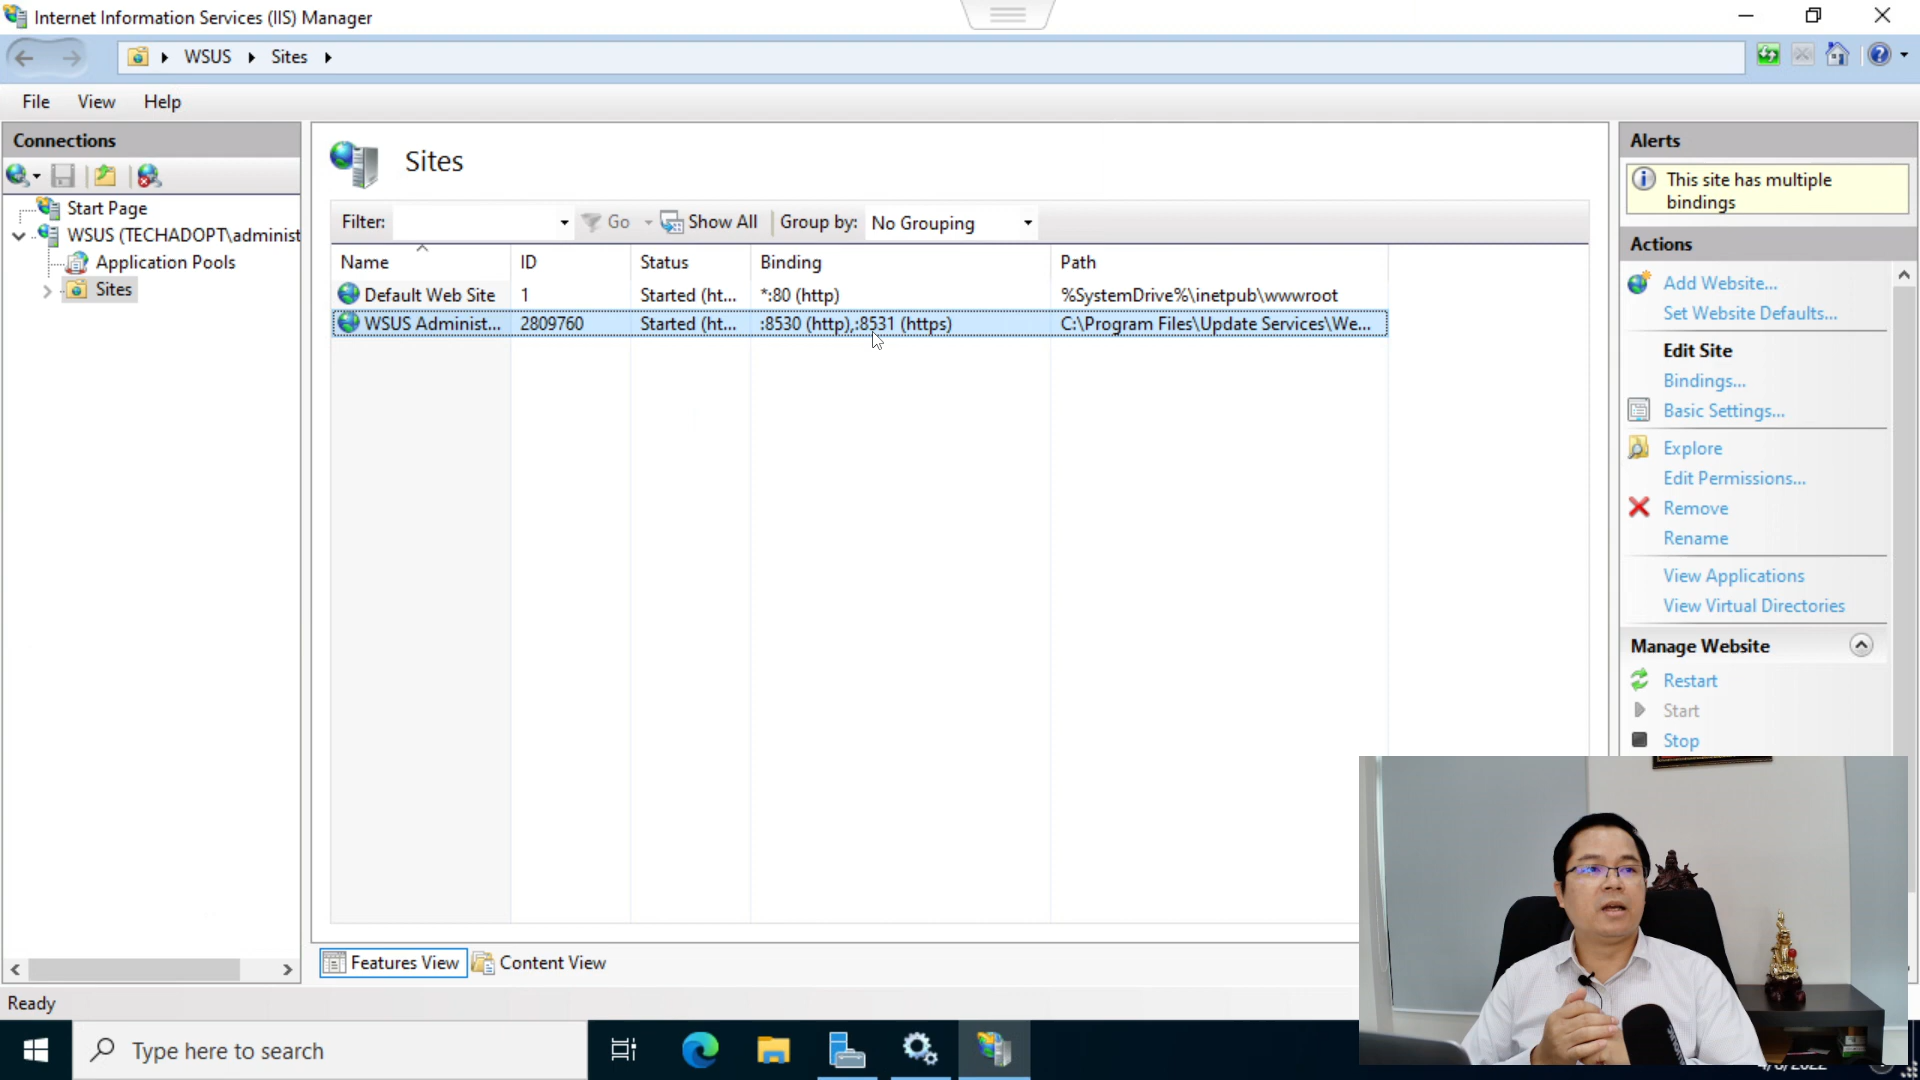 Internet Information Services (IIS) Manager
WSUS Sites
File View Help
Connections
Start Page
WSUS (TECHADOPT\administ
Application Pools
Sites
Sites
Filter: Go Show All Group by: No Grouping
Name ID Status Binding Path
Default Web Site 1 Started (ht... *:80 (http) %SystemDrive%\inetpub\wwwroot
WSUS Administ... 2809760 Started (ht... :8530 (http),:8531 (https) C:\Program Files\Update Services\We...
Features View Content View
Alerts
This site has multiple
bindings
Actions
Add Website...
Set Website Defaults...
Edit Site
Bindings...
Basic Settings...
Explore
Edit Permissions...
Remove
Rename
View Applications
View Virtual Directories
Manage Website
Restart
Start
Stop
Ready
Type here to search